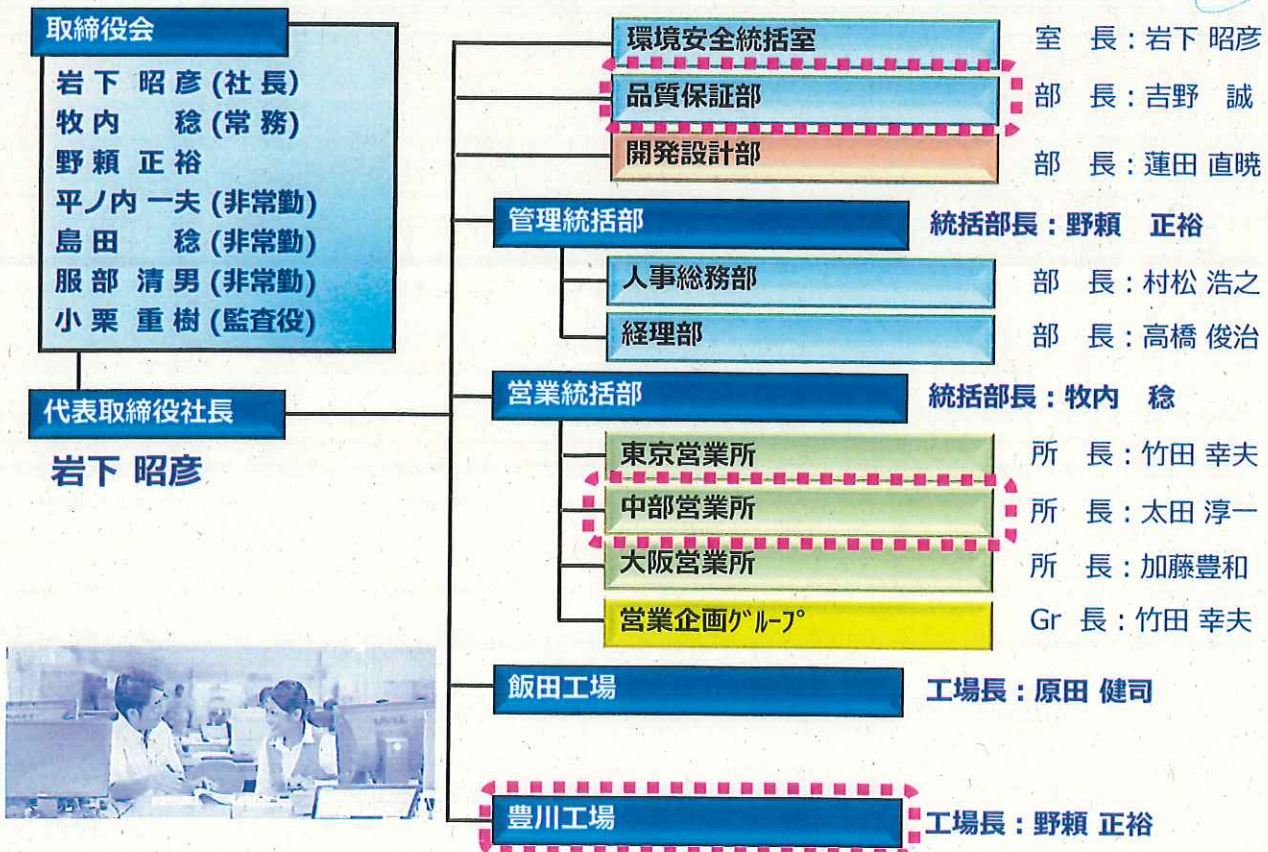 取締役会
岩下 昭彦(社長)
牧内 稔(常務)
野頼 正裕
平ノ内 一夫(非常勤)
島田 稔(非常勤)
服部 清男(非常勤)
小栗 重樹(監査役)
代表取締役社長
岩下 昭彦
環境安全統括室 室 長:岩下 昭彦
品質保証部 部 長:吉野 誠
開発設計部 部 長:蓮田 直暁
管理統括部 統括部長:野頼 正裕
人事総務部 部 長:村松 浩之
経理部 部 長:高橋 俊治
営業統括部 統括部長:牧内 稔
東京営業所 所 長:竹田 幸夫
中部営業所 所 長:太田 淳一
大阪営業所 所 長:加藤豊和
営業企画グループ Gr 長:竹田 幸夫
飯田工場 工場長:原田 健司
豊川工場 工場長:野頼 正裕